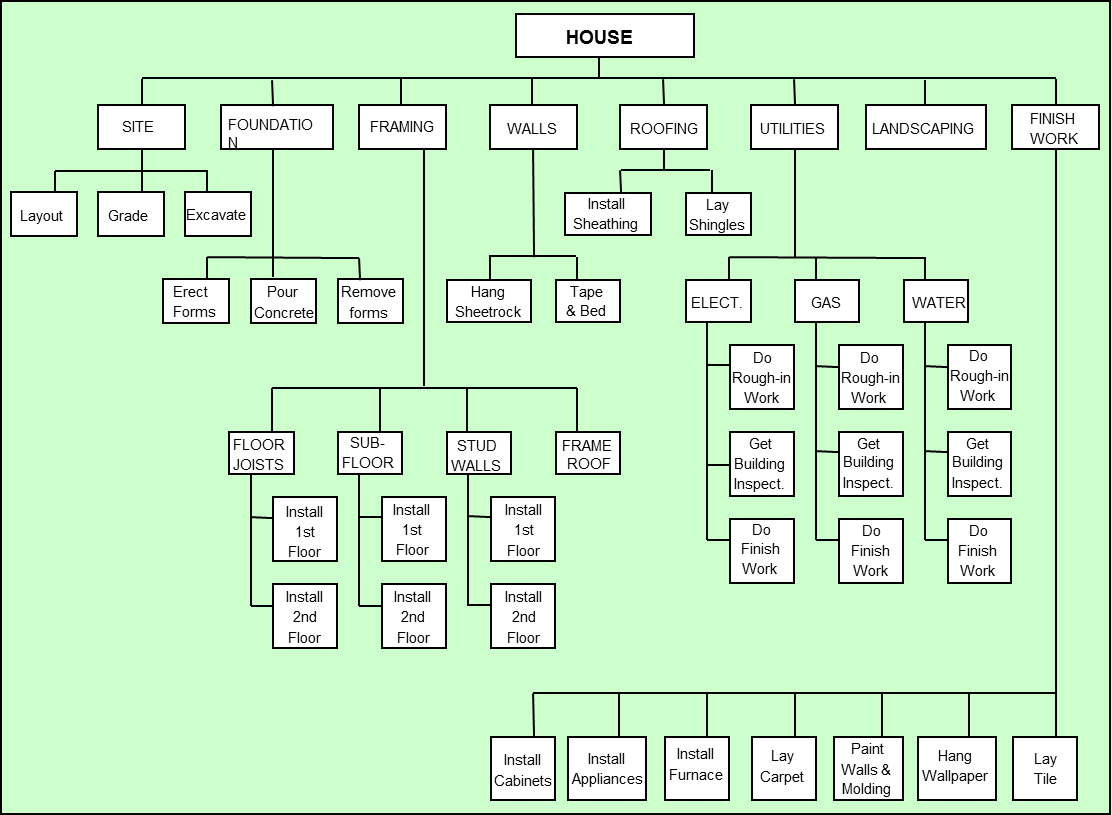 HOUSE
SITE
FOUNDATIO
N
FRAMING
WALLS
ROOFING
UTILITIES
LANDSCAPING
FINISH
WORK
Layout
Grade
Excavate
Install
Sheathing
Lay
Shingles
Erect
Forms
Pour
Concrete
Remove
forms
Hang
Sheetrock
Tape
& Bed
ELECT.
GAS
WATER
Do
Rough-in
Work
Do
Rough-in
Work
Do
Rough-in
Work
FLOOR
JOISTS
SUB-
FLOOR
STUD
WALLS
FRAME
ROOF
Get
Building
Inspect.
Get
Building
Inspect.
Get
Building
Inspect.
Install
1st
Floor
Install
1st
Floor
Install
1st
Floor
Do
Finish
Work
Do
Finish
Work
Do
Finish
Work
Install
2nd
Floor
Install
2nd
Floor
Install
2nd
Floor
Install
Cabinets
Install
Appliances
Install
Furnace
Lay
Carpet
Paint
Walls &
Molding
Hang
Wallpaper
Lay
Tile